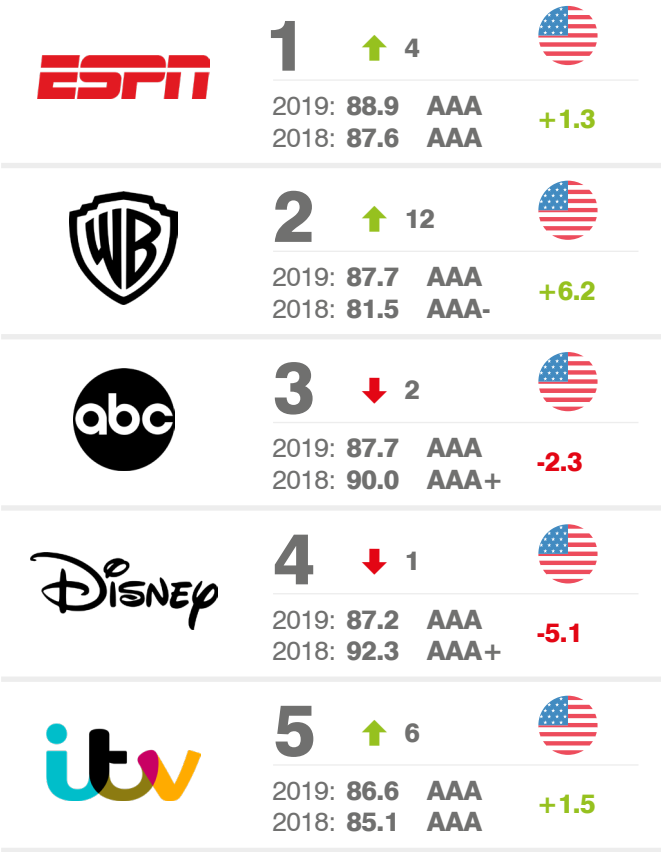 ESPN
1 4
2019: 88.9 AAA
2018: 87.6 AAA
+1.3
WB
2 12
2019: 87.7 AAA
2018: 81.5 AAA-
+6.2
abc
3 2
2019: 87.7 AAA
2018: 90.0 AAA+
-2.3
Disney
4 1
2019: 87.2 AAA
2018: 92.3 AAA+
-5.1
itv
5 6
2019: 86.6 AAA
2018: 85.1 AAA
+1.5